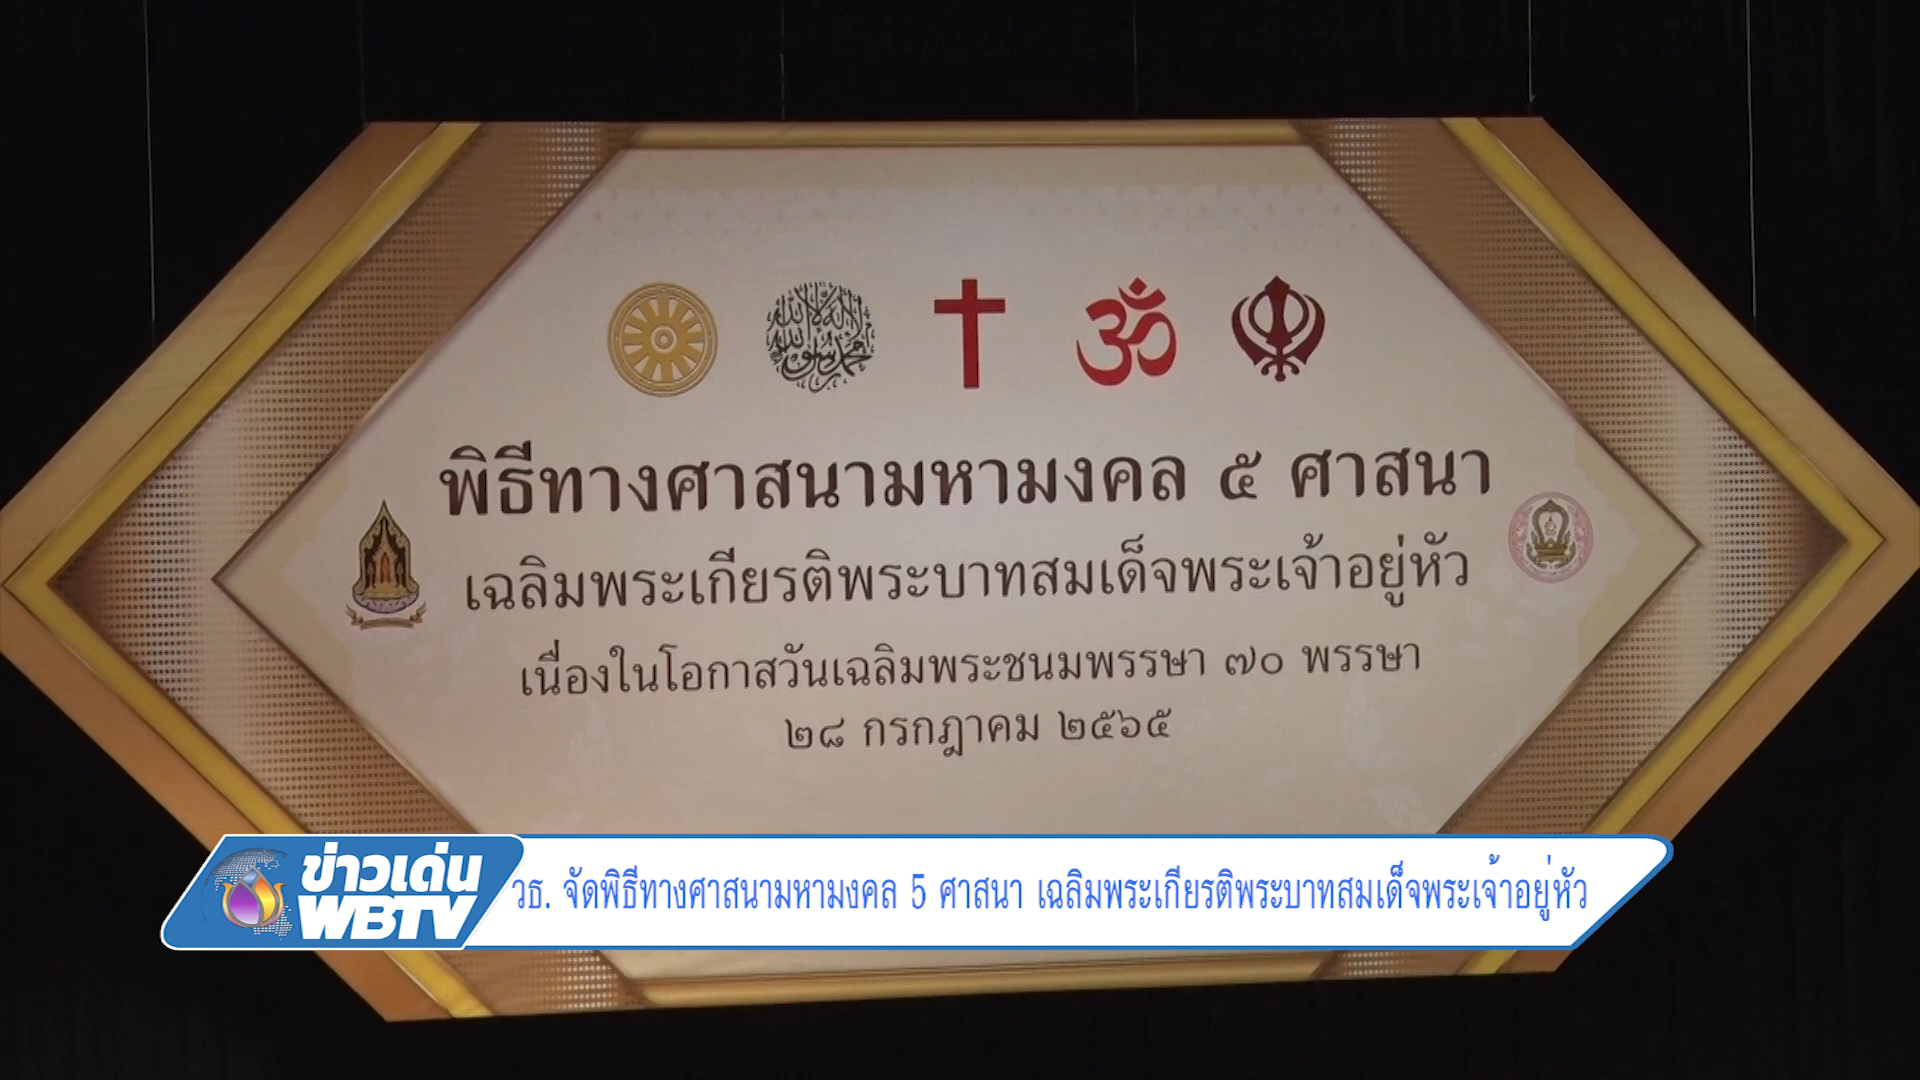 พิธีทางศาสนามหามงคล ๕ ศาสนา
เฉลิมพระเกียรติพระบาทสมเด็จพระเจ้าอยู่หัว
เนื่องในโอกาสวันเฉลิมพระชนมพรรษา ๗๐ พรรษา
๒๘ กรกฎาคม ๒๕๖๕
ข่าวเด่น
WBTV
วธ. จัดพิธีทางศาสนามหามงคล 5 ศาสนา เฉลิมพระเกียรติพระบาทสมเด็จพระเจ้าอยู่หัว